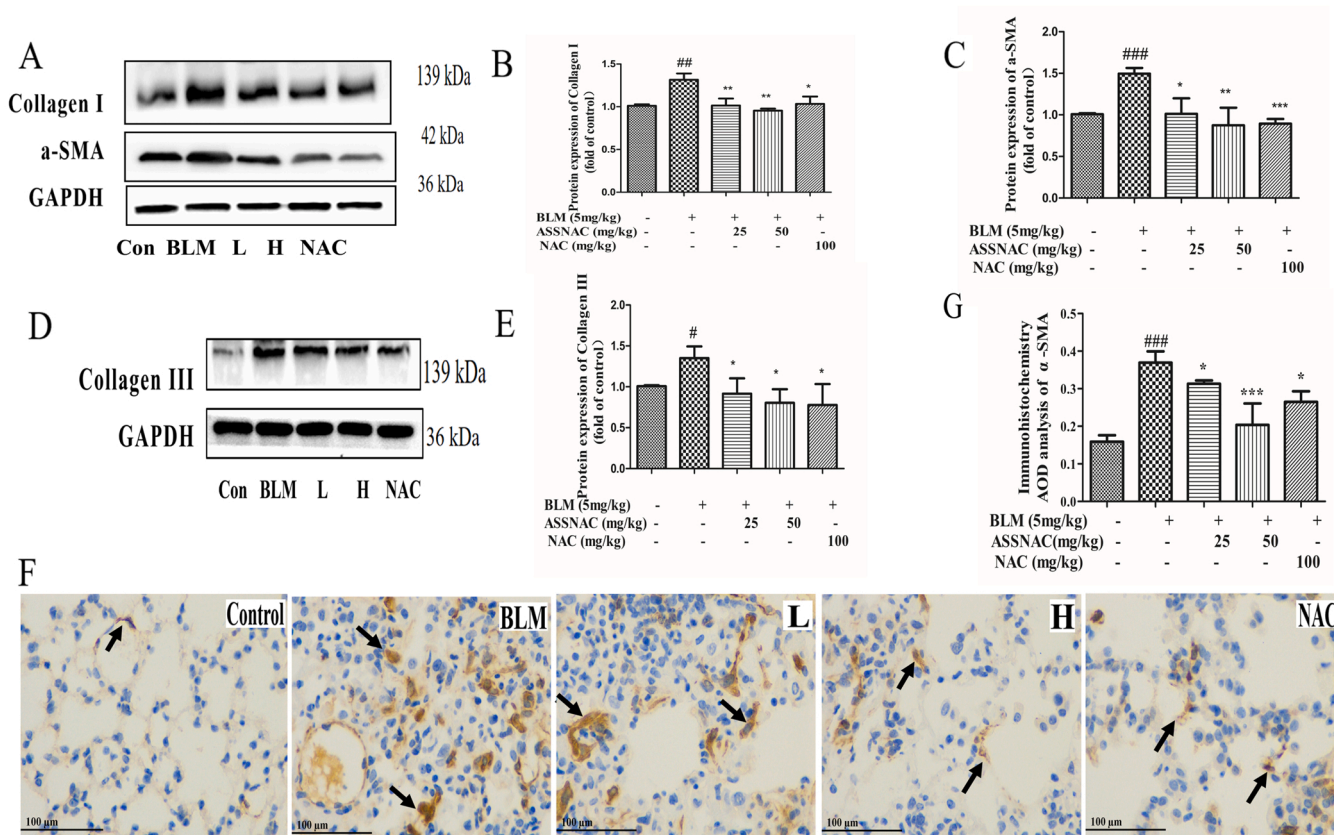 A
Collagen I
139 kDa
a-SMA
42 kDa
GAPDH
36 kDa
Con BLM L H NAC
B
Protein expression of Collagen I
(fold of control)
1.5
1.0
0.5
0.0
##
**
**
*
BLM (5mg/kg) - + + + +
ASSNAC(mg/kg) - - 25 50 -
NAC (mg/kg) - - - - 100
C
Protein expression of a-SMA
(fold of control)
2.0
1.5
1.0
0.5
0.0
###
*
**
***
BLM (5mg/kg) - + + + +
ASSNAC (mg/kg) - - 25 50 -
NAC (mg/kg) - - - - 100
D
Collagen III
139 kDa
GAPDH
36 kDa
Con BLM L H NAC
E
Protein expression of Collagen III
(fold of control)
2.0
1.5
1.0
0.5
0.0
#
*
*
*
BLM (5mg/kg) - + + + +
ASSNAC (mg/kg) - - 25 50 -
NAC (mg/kg) - - - - 100
G
Immunohistochemistry
AOD analysis of α -SMA
0.5
0.4
0.3
0.2
0.1
0.0
###
*
***
*
BLM (5mg/kg) - + + + +
ASSNAC(mg/kg) - - 25 50 -
NAC (mg/kg) - - - - 100
F
Control
100 μm
BLM
100 μm
L
100 μm
H
100 μm
NAC
100 μm